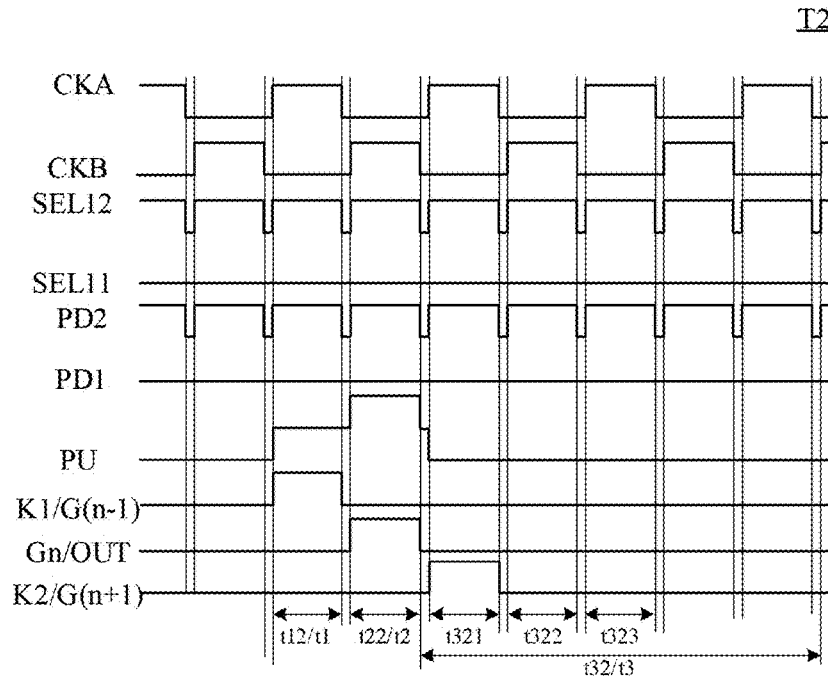 T2
CKA
CKB
SEL12
SEL11
PD2
PD1
PU
K1/G(n-1)
Gn/OUT
K2/G(n+1)
t12/t1 t22/t2 t321 t322 t323
t32/t3